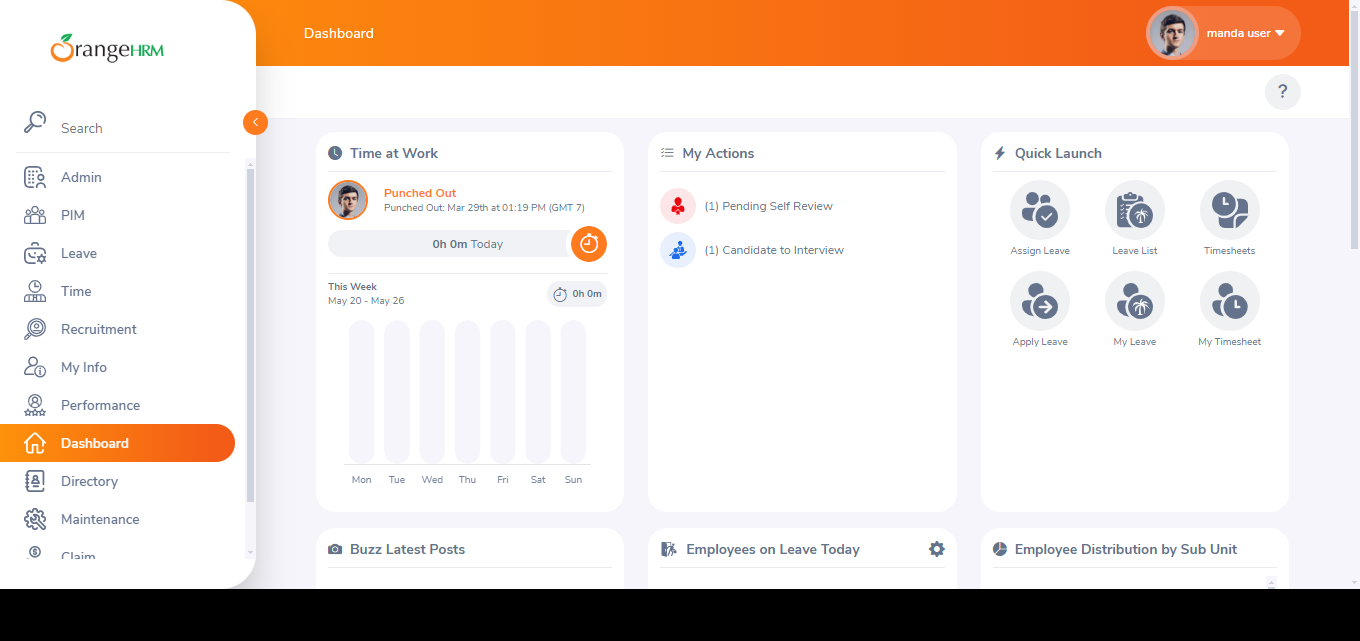 OrangeHRM
Search
Admin
PIM
Leave
Time
Recruitment
My Info
Performance
Dashboard
Directory
Maintenance
Claim
Dashboard
manda user
?
Time at Work
Punched Out
Punched Out: Mar 29th at 01:19 PM (GMT 7)
0h 0m Today
This Week
May 20 - May 26
0h 0m
Mon Tue Wed Thu Fri Sat Sun
My Actions
(1) Pending Self Review
(1) Candidate to Interview
Quick Launch
Assign Leave
Leave List
Timesheets
Apply Leave
My Leave
My Timesheet
Buzz Latest Posts
Employees on Leave Today
Employee Distribution by Sub Unit